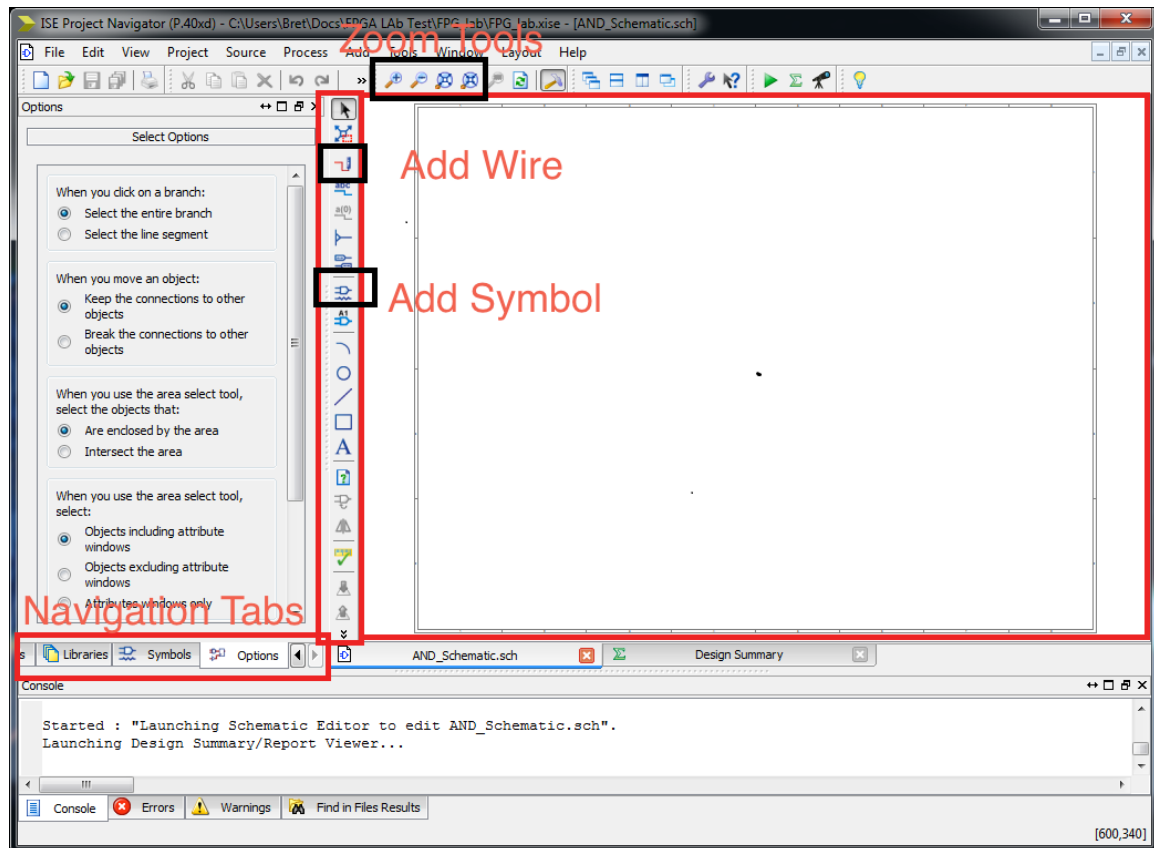 ISE Project Navigator (P.40xd) - C:\Users\Bret\Docs\FPGA LAb Test\FPG_lab\FPG_lab.xise - [AND_Schematic.sch]
Zoom Tools
File Edit View Project Source Process Add Tools Window Layout Help
Options
Select Options
When you click on a branch:
Select the entire branch
Select the line segment
When you move an object:
Keep the connections to other
objects
Break the connections to other
objects
When you use the area select tool,
select the objects that:
Are enclosed by the area
Intersect the area
When you use the area select tool,
select:
Objects including attribute
windows
Objects excluding attribute
windows
Attributes windows only
Add Wire
abc
a(0)
Add Symbol
A1
A
Navigation Tabs
s Libraries Symbols Options
AND_Schematic.sch Design Summary
Console
Started : "Launching Schematic Editor to edit AND_Schematic.sch".
Launching Design Summary/Report Viewer...
Console Errors Warnings Find in Files Results
[600,340]